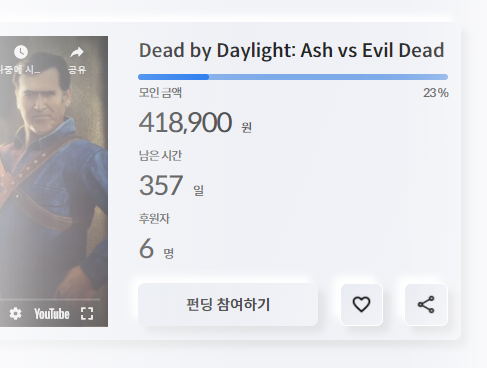 나중에 시... 공유
Dead by Daylight: Ash vs Evil Dead
모인 금액 23%
418,900 원
남은 시간
357 일
후원자
6 명
YouTube
펀딩 참여하기